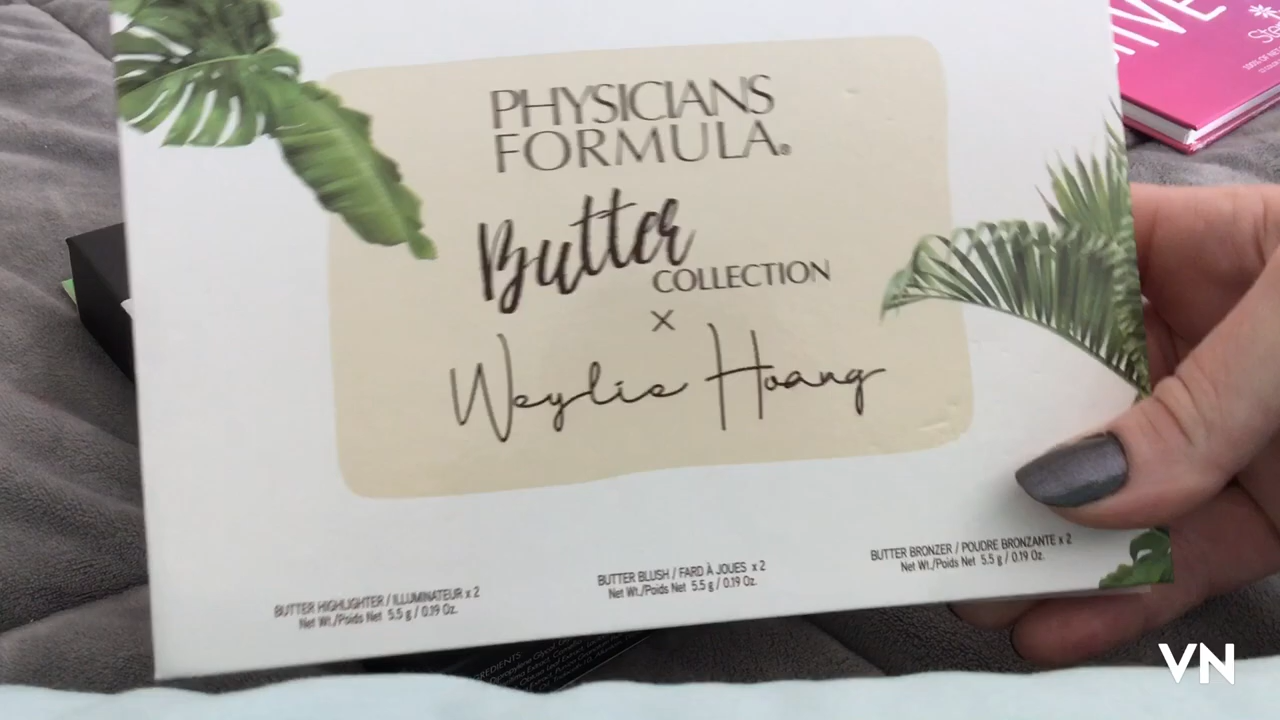 PHYSICIANS
FORMULA®
Butter
COLLECTION
×
Weylie Hoang
BUTTER HIGHLIGHTER / ILLUMINATEUR x 2
Net Wt./Poids Net 5.5 g / 0.19 Oz.
BUTTER BLUSH / FARD À JOUES x 2
Net Wt./Poids Net 5.5 g / 0.19 Oz.
BUTTER BRONZER / POUDRE BRONZANTE x 2
Net Wt./Poids Net 5.5 g / 0.19 Oz.
VN